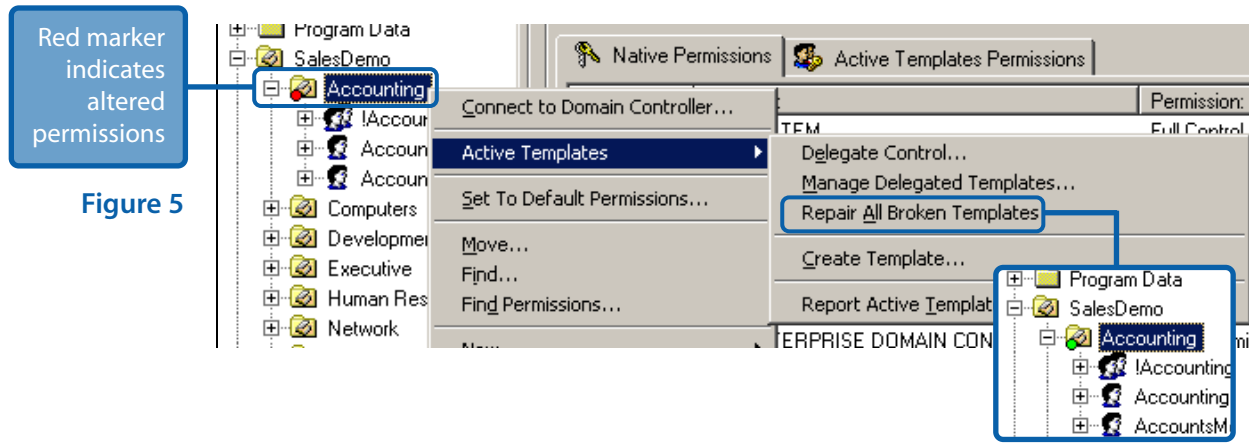 Red marker
indicates
altered
permissions
Figure 5
Program Data
SalesDemo
Accounting
!Accour
Accoun
Accoun
Computers
Developmer
Executive
Human Res
Network
Native Permissions
Active Templates Permissions
Permission:
Full Control
Connect to Domain Controller...
Active Templates
Set To Default Permissions...
Move...
Find...
Find Permissions...
Delegate Control...
Manage Delegated Templates...
Repair All Broken Templates
Create Template...
Report Active Templat
ERPRISE DOMAIN CON
Program Data
SalesDemo
Accounting
!Accounting
Accounting
AccountsM